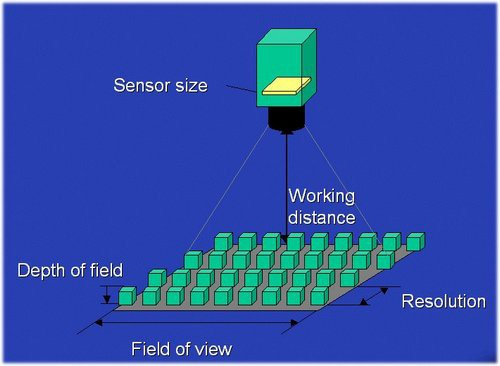 Sensor size
Working
distance
Depth of field
Resolution
Field of view